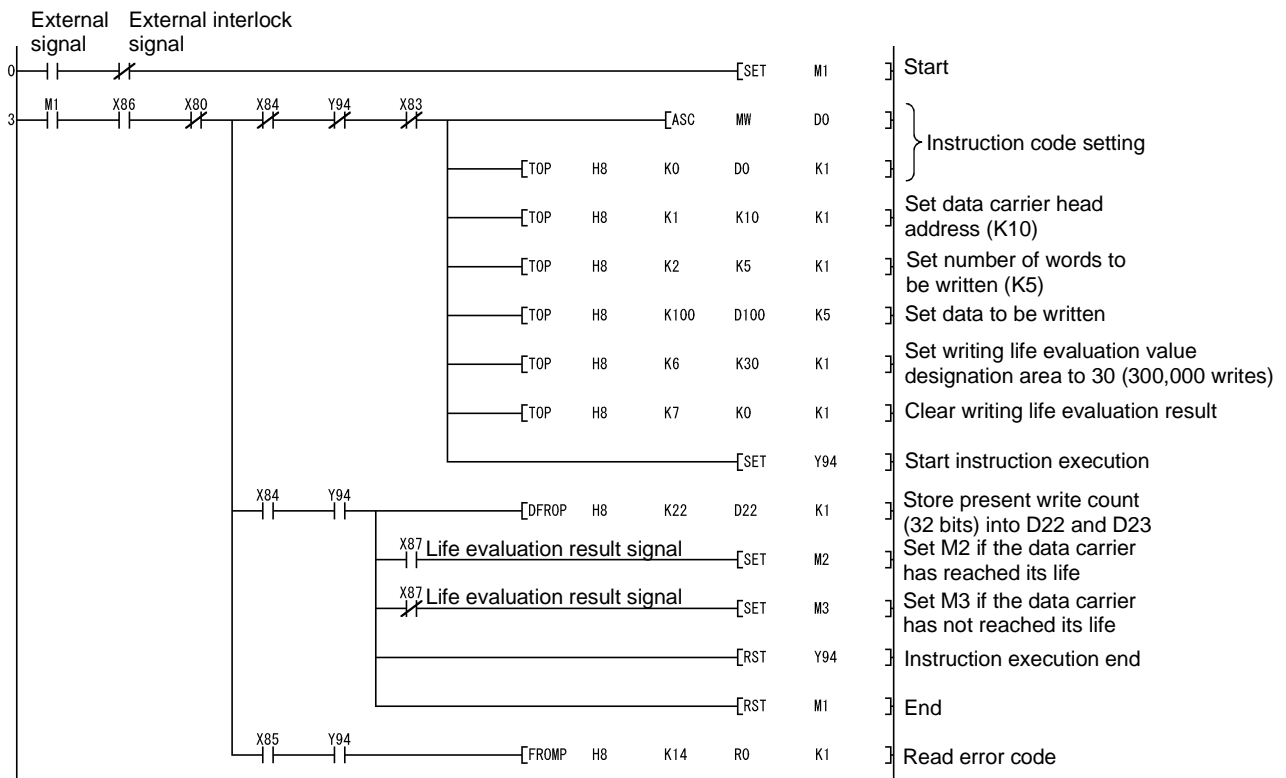 External External interlock
signal signal
0 [SET M1 ] Start
M1 X86 X80 X84 Y94 X83
3 [ASC MW D0 ]
Instruction code setting
[TOP H8 K0 D0 K1 ]
[TOP H8 K1 K10 K1 ] Set data carrier head
address (K10)
[TOP H8 K2 K5 K1 ] Set number of words to
be written (K5)
[TOP H8 K100 D100 K5 ] Set data to be written
[TOP H8 K6 K30 K1 ] Set writing life evaluation value
designation area to 30 (300,000 writes)
[TOP H8 K7 K0 K1 ] Clear writing life evaluation result
[SET Y94 ] Start instruction execution
X84 Y94
[DFROP H8 K22 D22 K1 ] Store present write count
(32 bits) into D22 and D23
X87 Life evaluation result signal [SET M2 ] Set M2 if the data carrier
has reached its life
X87 Life evaluation result signal [SET M3 ] Set M3 if the data carrier
has not reached its life
[RST Y94 ] Instruction execution end
[RST M1 ] End
X85 Y94
[FROMP H8 K14 R0 K1 ] Read error code